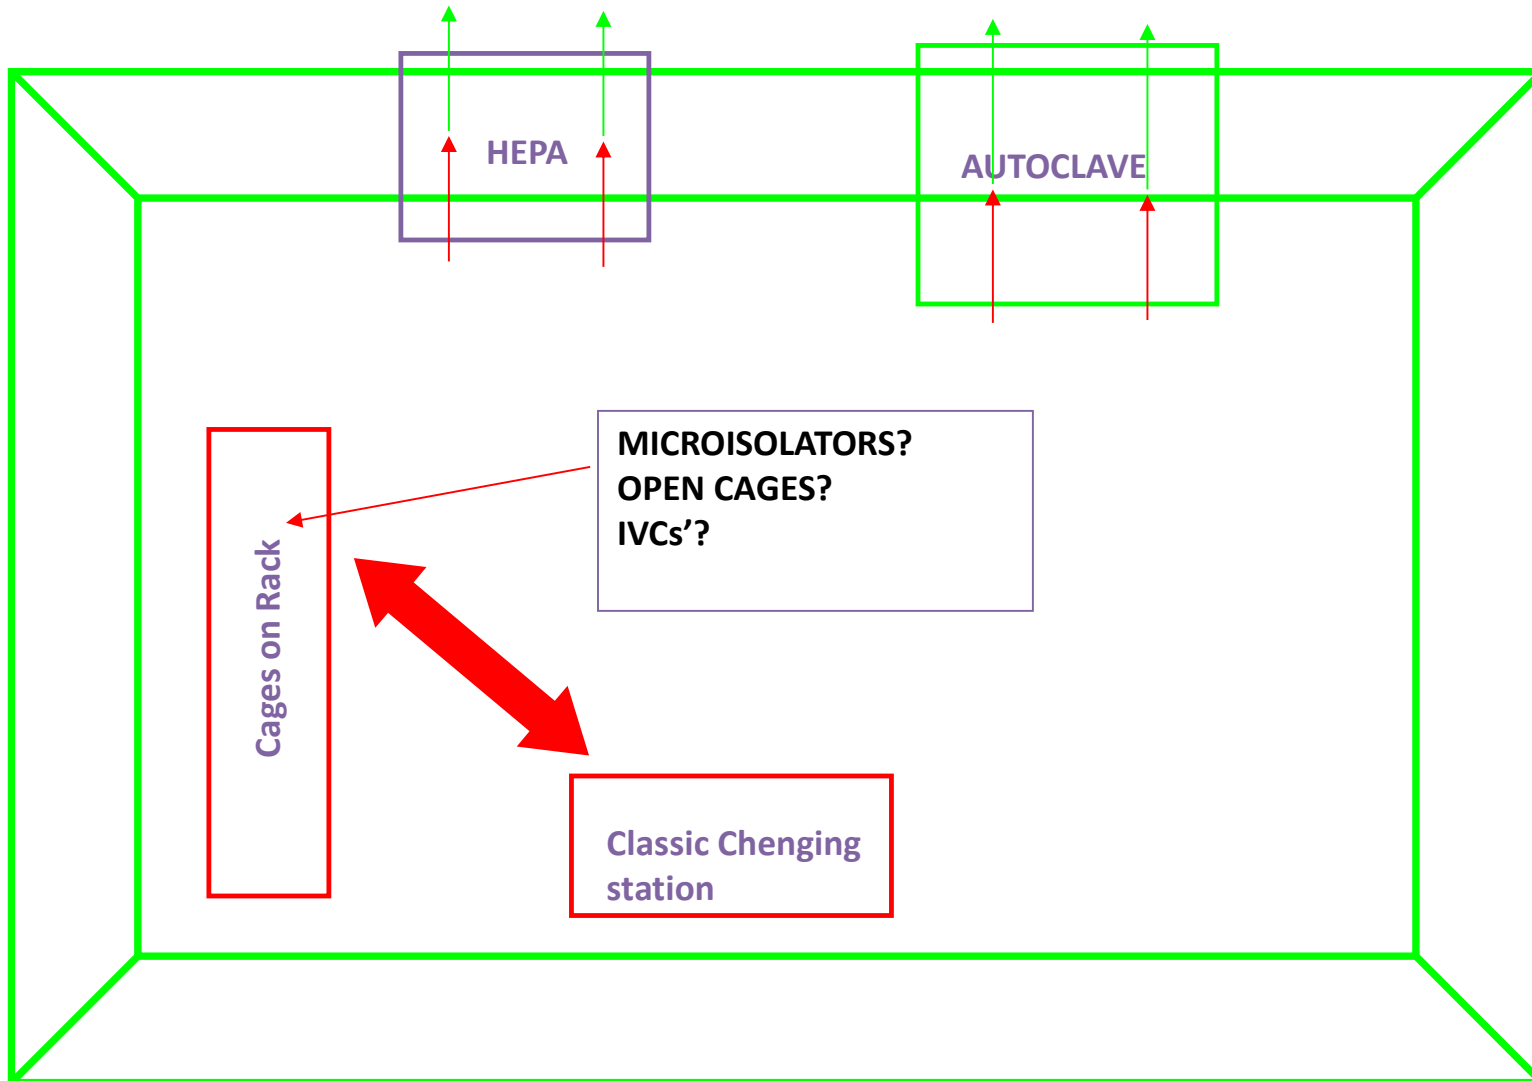 HEPA
AUTOCLAVE
MICROISOLATORS?
OPEN CAGES?
IVCs’?
Cages on Rack
Classic Chenging
station